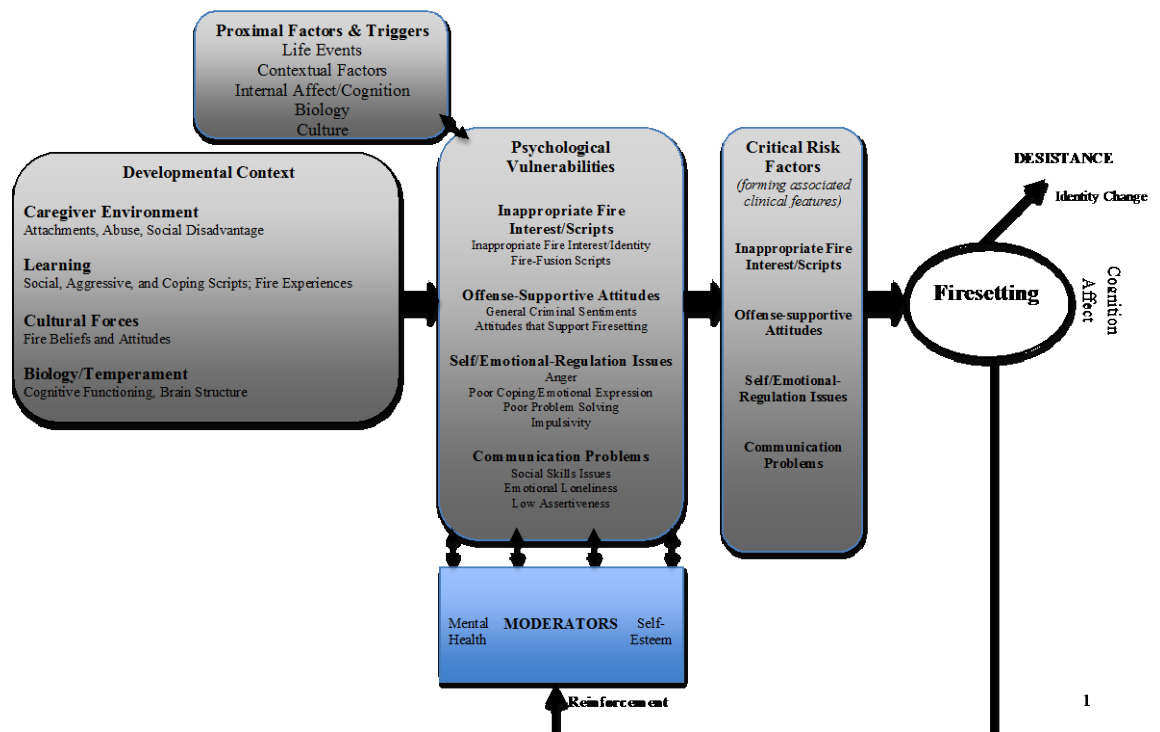 Proximal Factors & Triggers
Life Events
Contextual Factors
Internal Affect/Cognition
Biology
Culture
Developmental Context
Caregiver Environment
Attachments, Abuse, Social Disadvantage
Learning
Social, Aggressive, and Coping Scripts; Fire Experiences
Cultural Forces
Fire Beliefs and Attitudes
Biology/Temperament
Cognitive Functioning, Brain Structure
Psychological
Vulnerabilities
Inappropriate Fire
Interest/Scripts
Inappropriate Fire Interest/Identity
Fire-Fusion Scripts
Offense-Supportive Attitudes
General Criminal Sentiments
Attitudes that Support Firesetting
Self/Emotional-Regulation Issues
Anger
Poor Coping/Emotional Expression
Poor Problem Solving
Impulsivity
Communication Problems
Social Skills Issues
Emotional Loneliness
Low Assertiveness
Critical Risk
Factors
(forming associated
clinical features)
Inappropriate Fire
Interest/Scripts
Offense-supportive
Attitudes
Self/Emotional-
Regulation Issues
Communication
Problems
DESISTANCE
Identity Change
Firesetting
Cognition
Affect
Mental
Health
MODERATORS
Self-
Esteem
Reinforcement
1